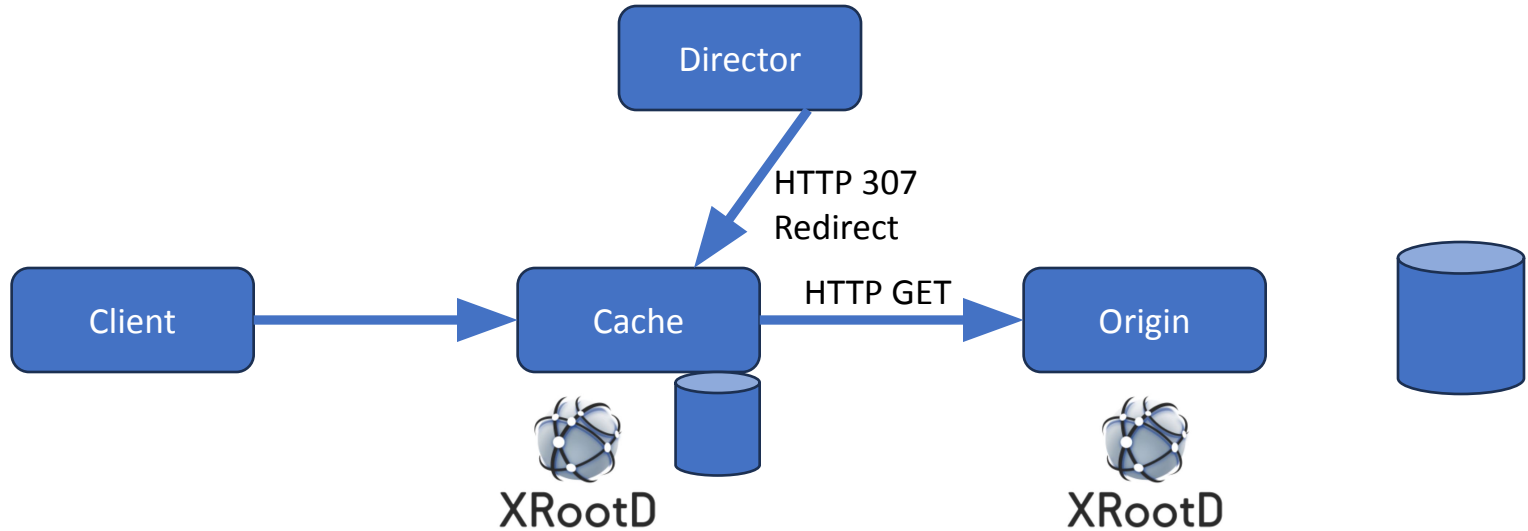 Director
HTTP 307
Redirect
Client
Cache
HTTP GET
Origin
XRootD
XRootD